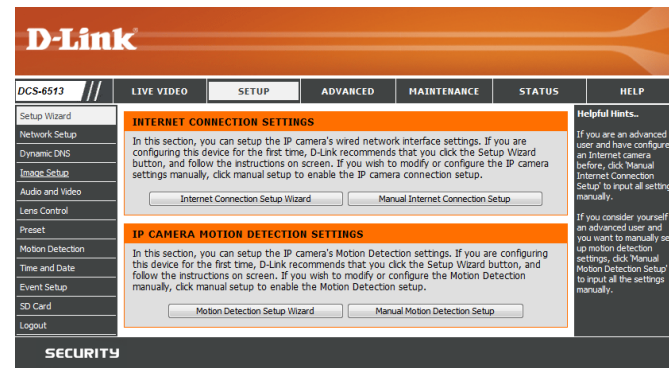 D-Link
DCS-6513 // LIVE VIDEO SETUP ADVANCED MAINTENANCE STATUS HELP
Setup Wizard
Network Setup
Dynamic DNS
Image Setup
Audio and Video
Lens Control
Preset
Motion Detection
Time and Date
Event Setup
SD Card
Logout
INTERNET CONNECTION SETTINGS
In this section, you can setup the IP camera's wired network interface settings. If you are
configuring this device for the first time, D-Link recommends that you click the Setup Wizard
button, and follow the instructions on screen. If you wish to modify or configure the IP camera
settings manually, click manual setup to enable the IP camera connection setup.
Internet Connection Setup Wizard Manual Internet Connection Setup
IP CAMERA MOTION DETECTION SETTINGS
In this section, you can setup the IP camera's Motion Detection settings. If you are configuring
this device for the first time, D-Link recommends that you click the Setup Wizard button, and
follow the instructions on screen. If you wish to modify or configure the Motion Detection
manually, click manual setup to enable the Motion Detection setup.
Motion Detection Setup Wizard Manual Motion Detection Setup
Helpful Hints..
If you are an advanced
user and have configure
an Internet camera
before, click 'Manual
Internet Connection
Setup' to input all setting
manually.
If you consider yourself
an advanced user and
you want to manually se
up motion detection
settings, click 'Manual
Motion Detection Setup'
to input all the settings
manually.
SECURITY